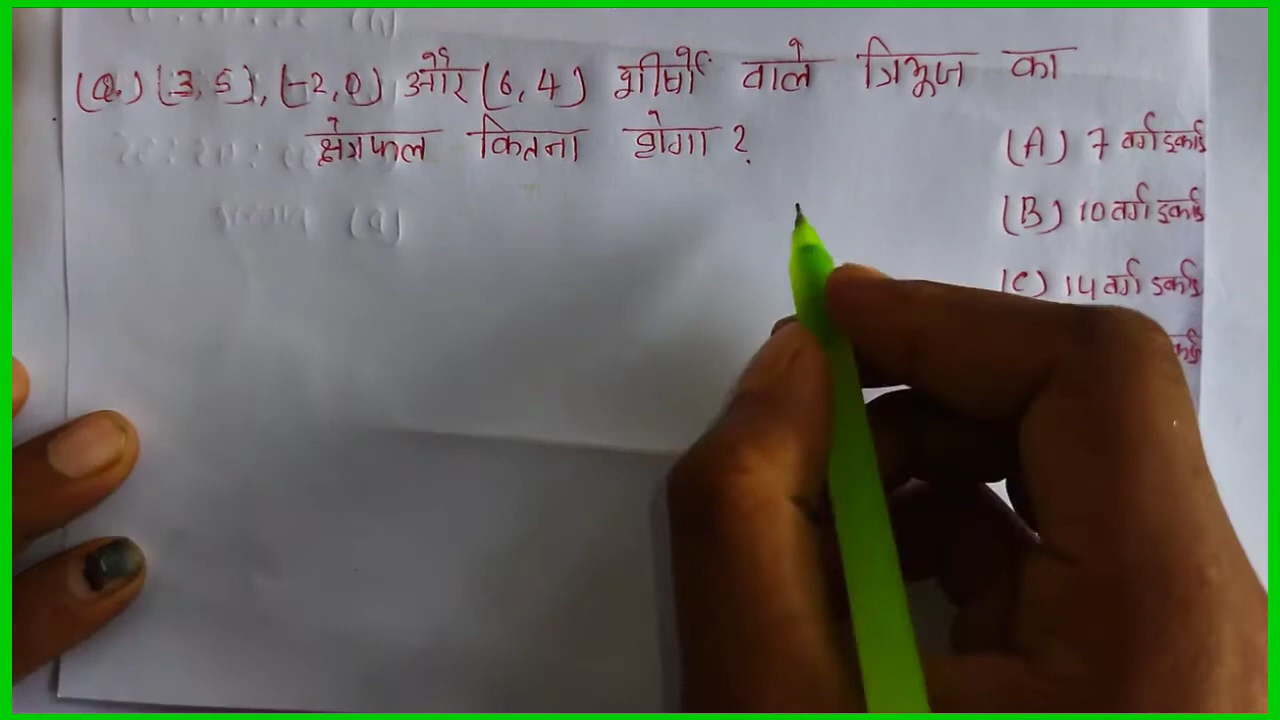 (Q.) (3, 5), (-2, 0) और (6, 4) शीर्षों वाले त्रिभूज का
क्षेत्रफल कितना होगा ?
(A) 7 वर्ग इकाई
(B) 10 वर्ग इकाई
(C) 14 वर्ग इकाई